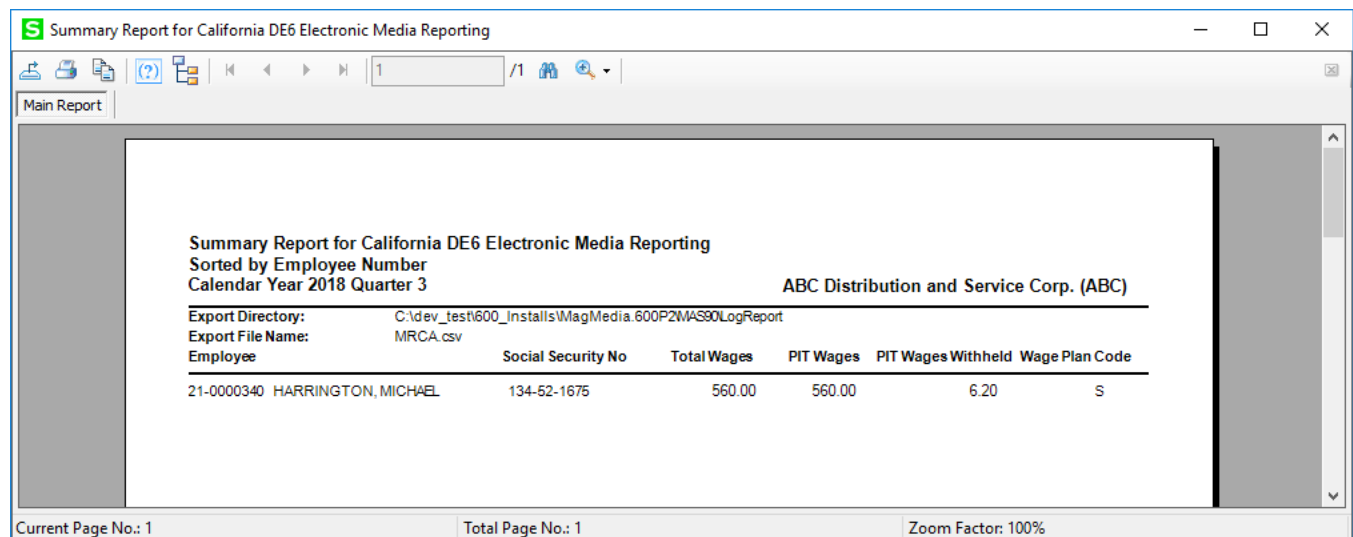 S Summary Report for California DE6 Electronic Media Reporting
(?) 1 /1
Main Report
Summary Report for California DE6 Electronic Media Reporting
Sorted by Employee Number
Calendar Year 2018 Quarter 3 ABC Distribution and Service Corp. (ABC)
Export Directory: C:\dev_test\600_Installs\MagMedia.600P2\MAS90\LogReport
Export File Name: MRCA.csv
Employee Social Security No Total Wages PIT Wages PIT Wages Withheld Wage Plan Code
21-0000340 HARRINGTON, MICHAEL 134-52-1675 560.00 560.00 6.20 S
Current Page No.: 1 Total Page No.: 1 Zoom Factor: 100%